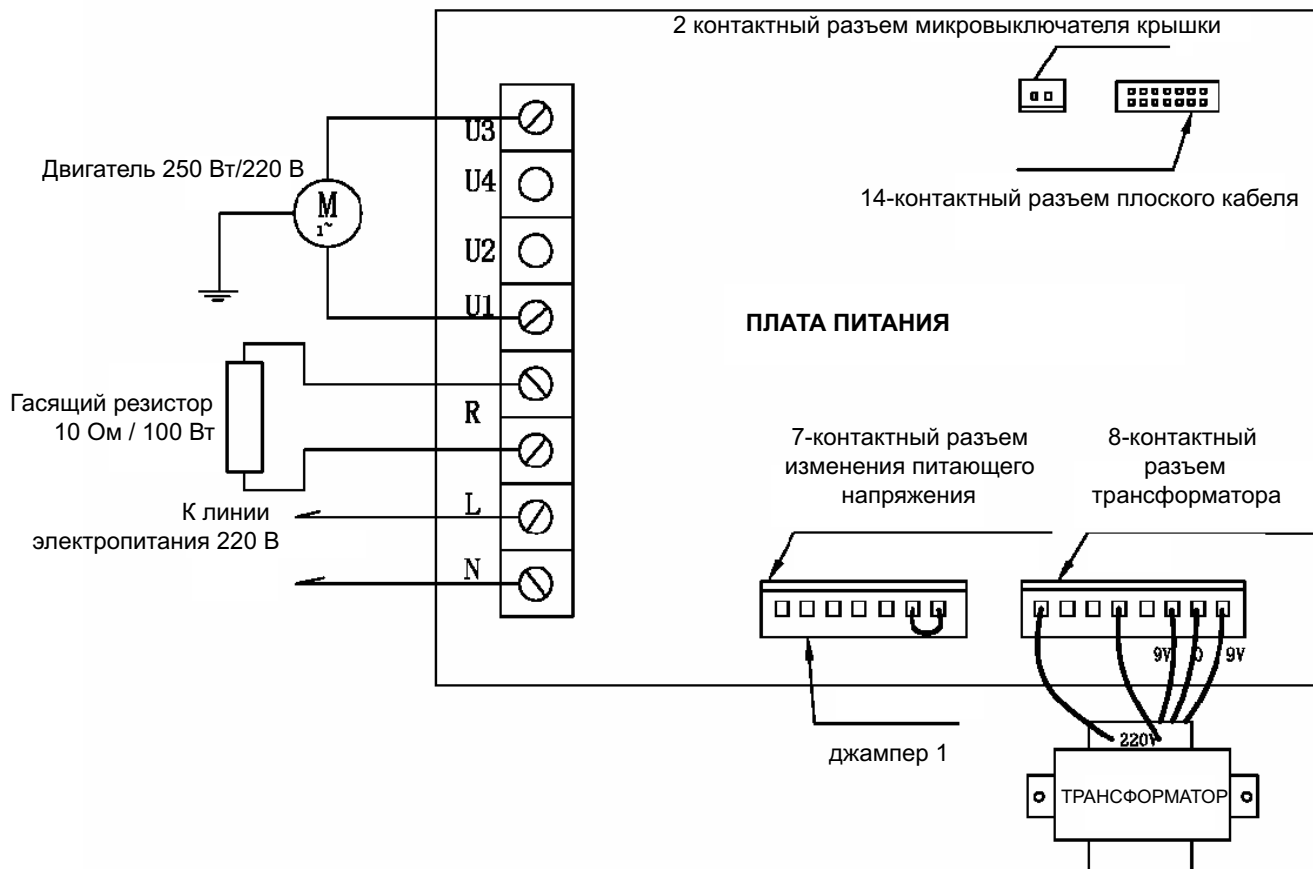 2 контактный разъем микровыключателя крышки
U3
Двигатель 250 Вт/220 В
M
1~
U4
14-контактный разъем плоского кабеля
U2
U1
ПЛАТА ПИТАНИЯ
Гасящий резистор
10 Ом / 100 Вт
R
7-контактный разъем
изменения питающего
напряжения
8-контактный
разъем
трансформатора
К линии
электропитания 220 В
L
N
9V 0 9V
джампер 1
220V
ТРАНСФОРМАТОР